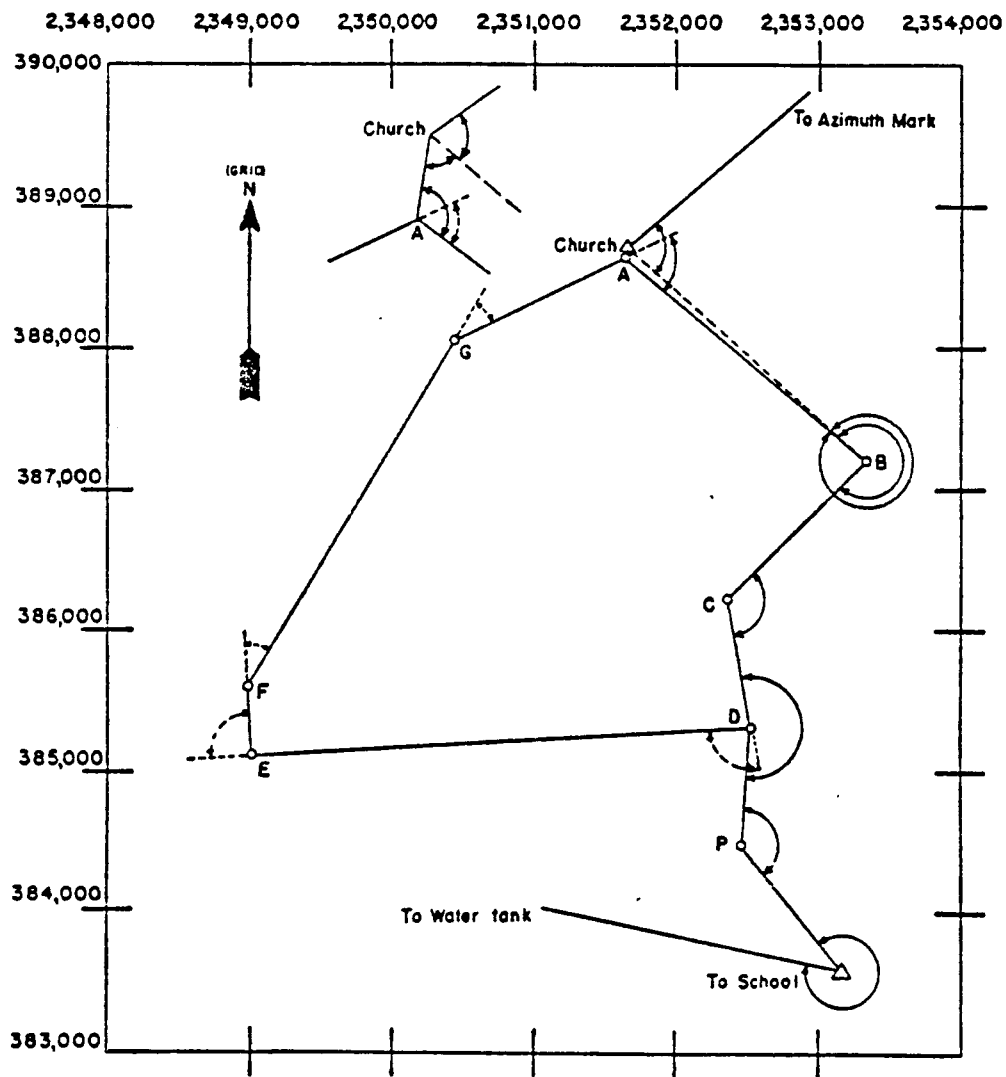 2,348,000 2,349,000 2,350,000 2,351,000 2,352,000 2,353,000 2,354,000
390,000
To Azimuth Mark
Church
(GRID)
N
389,000
A
Church
A
388,000
G
387,000
B
386,000
C
F
D
385,000
E
P
384,000
To Water tank
To School
383,000